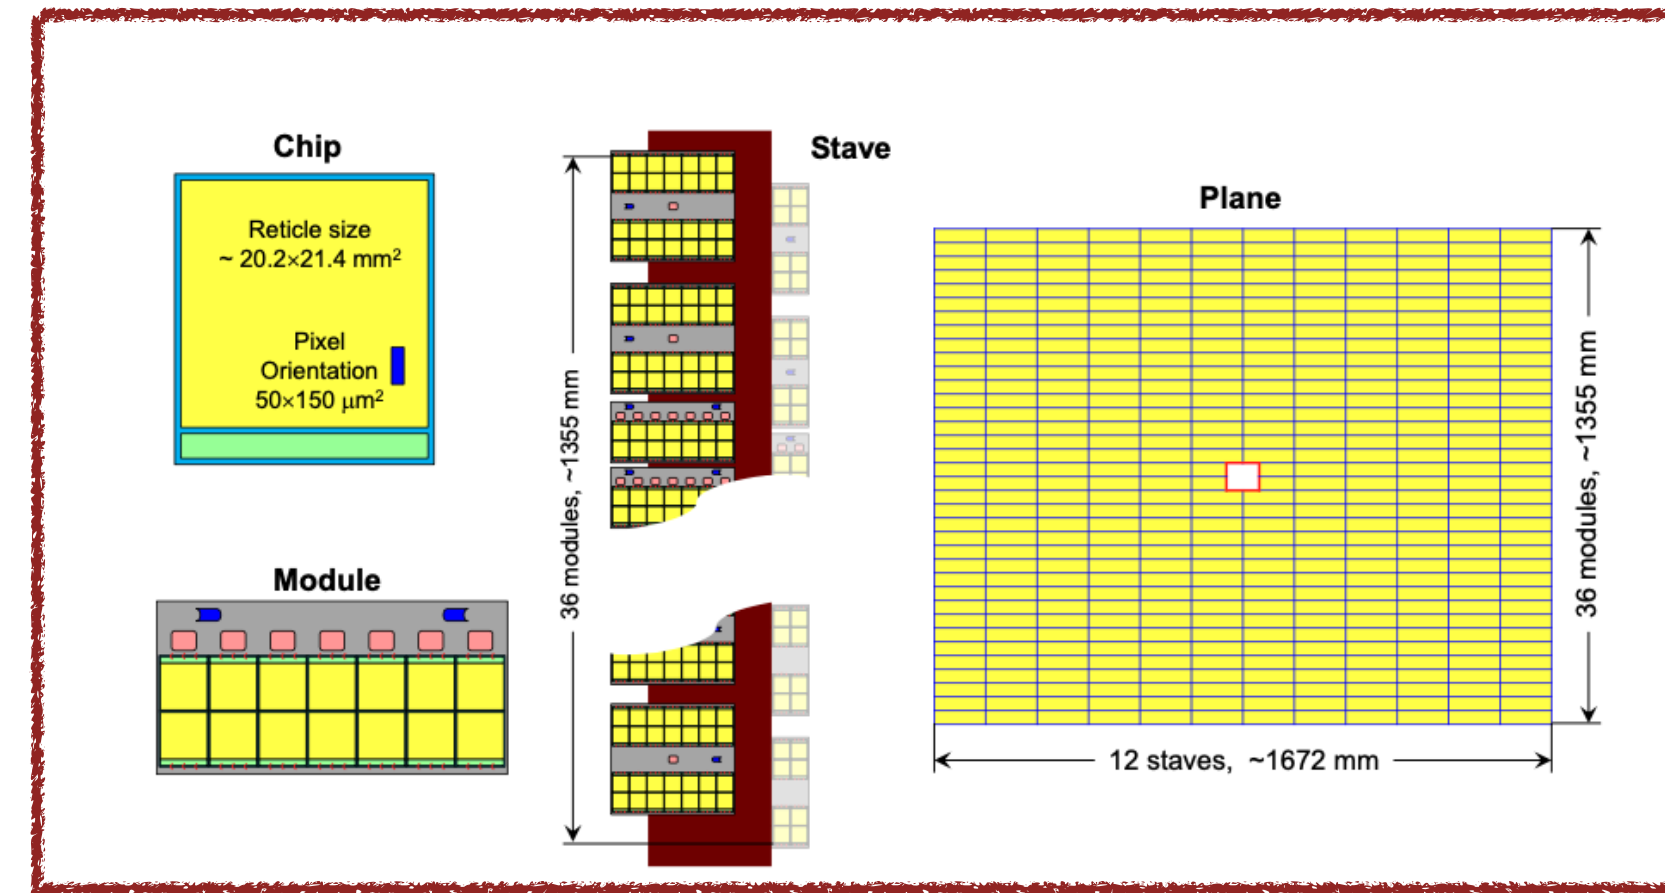 Chip
Reticle size
~ 20.2×21.4 mm²
Pixel
Orientation
50×150 μm²
Module
Stave
36 modules, ~1355 mm
Plane
36 modules, ~1355 mm
12 staves, ~1672 mm